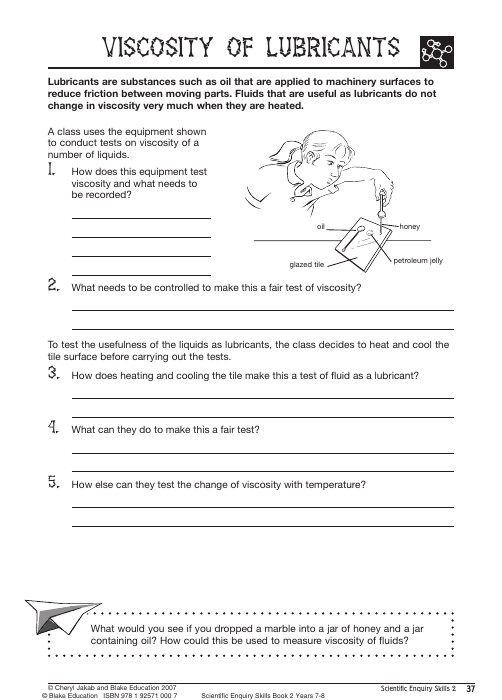 VISCOSITY OF LUBRICANTS
Lubricants are substances such as oil that are applied to machinery surfaces to
reduce friction between moving parts. Fluids that are useful as lubricants do not
change in viscosity very much when they are heated.
A class uses the equipment shown
to conduct tests on viscosity of a
number of liquids.
1. How does this equipment test
viscosity and what needs to
be recorded?
oil
honey
glazed tile
petroleum jelly
2. What needs to be controlled to make this a fair test of viscosity?
To test the usefulness of the liquids as lubricants, the class decides to heat and cool the
tile surface before carrying out the tests.
3. How does heating and cooling the tile make this a test of fluid as a lubricant?
4. What can they do to make this a fair test?
5. How else can they test the change of viscosity with temperature?
What would you see if you dropped a marble into a jar of honey and a jar
containing oil? How could this be used to measure viscosity of fluids?
© Cheryl Jakab and Blake Education 2007
© Blake Education ISBN 978 1 92571 000 7 Scientific Enquiry Skills Book 2 Years 7-8
Scientific Enquiry Skills 2 37